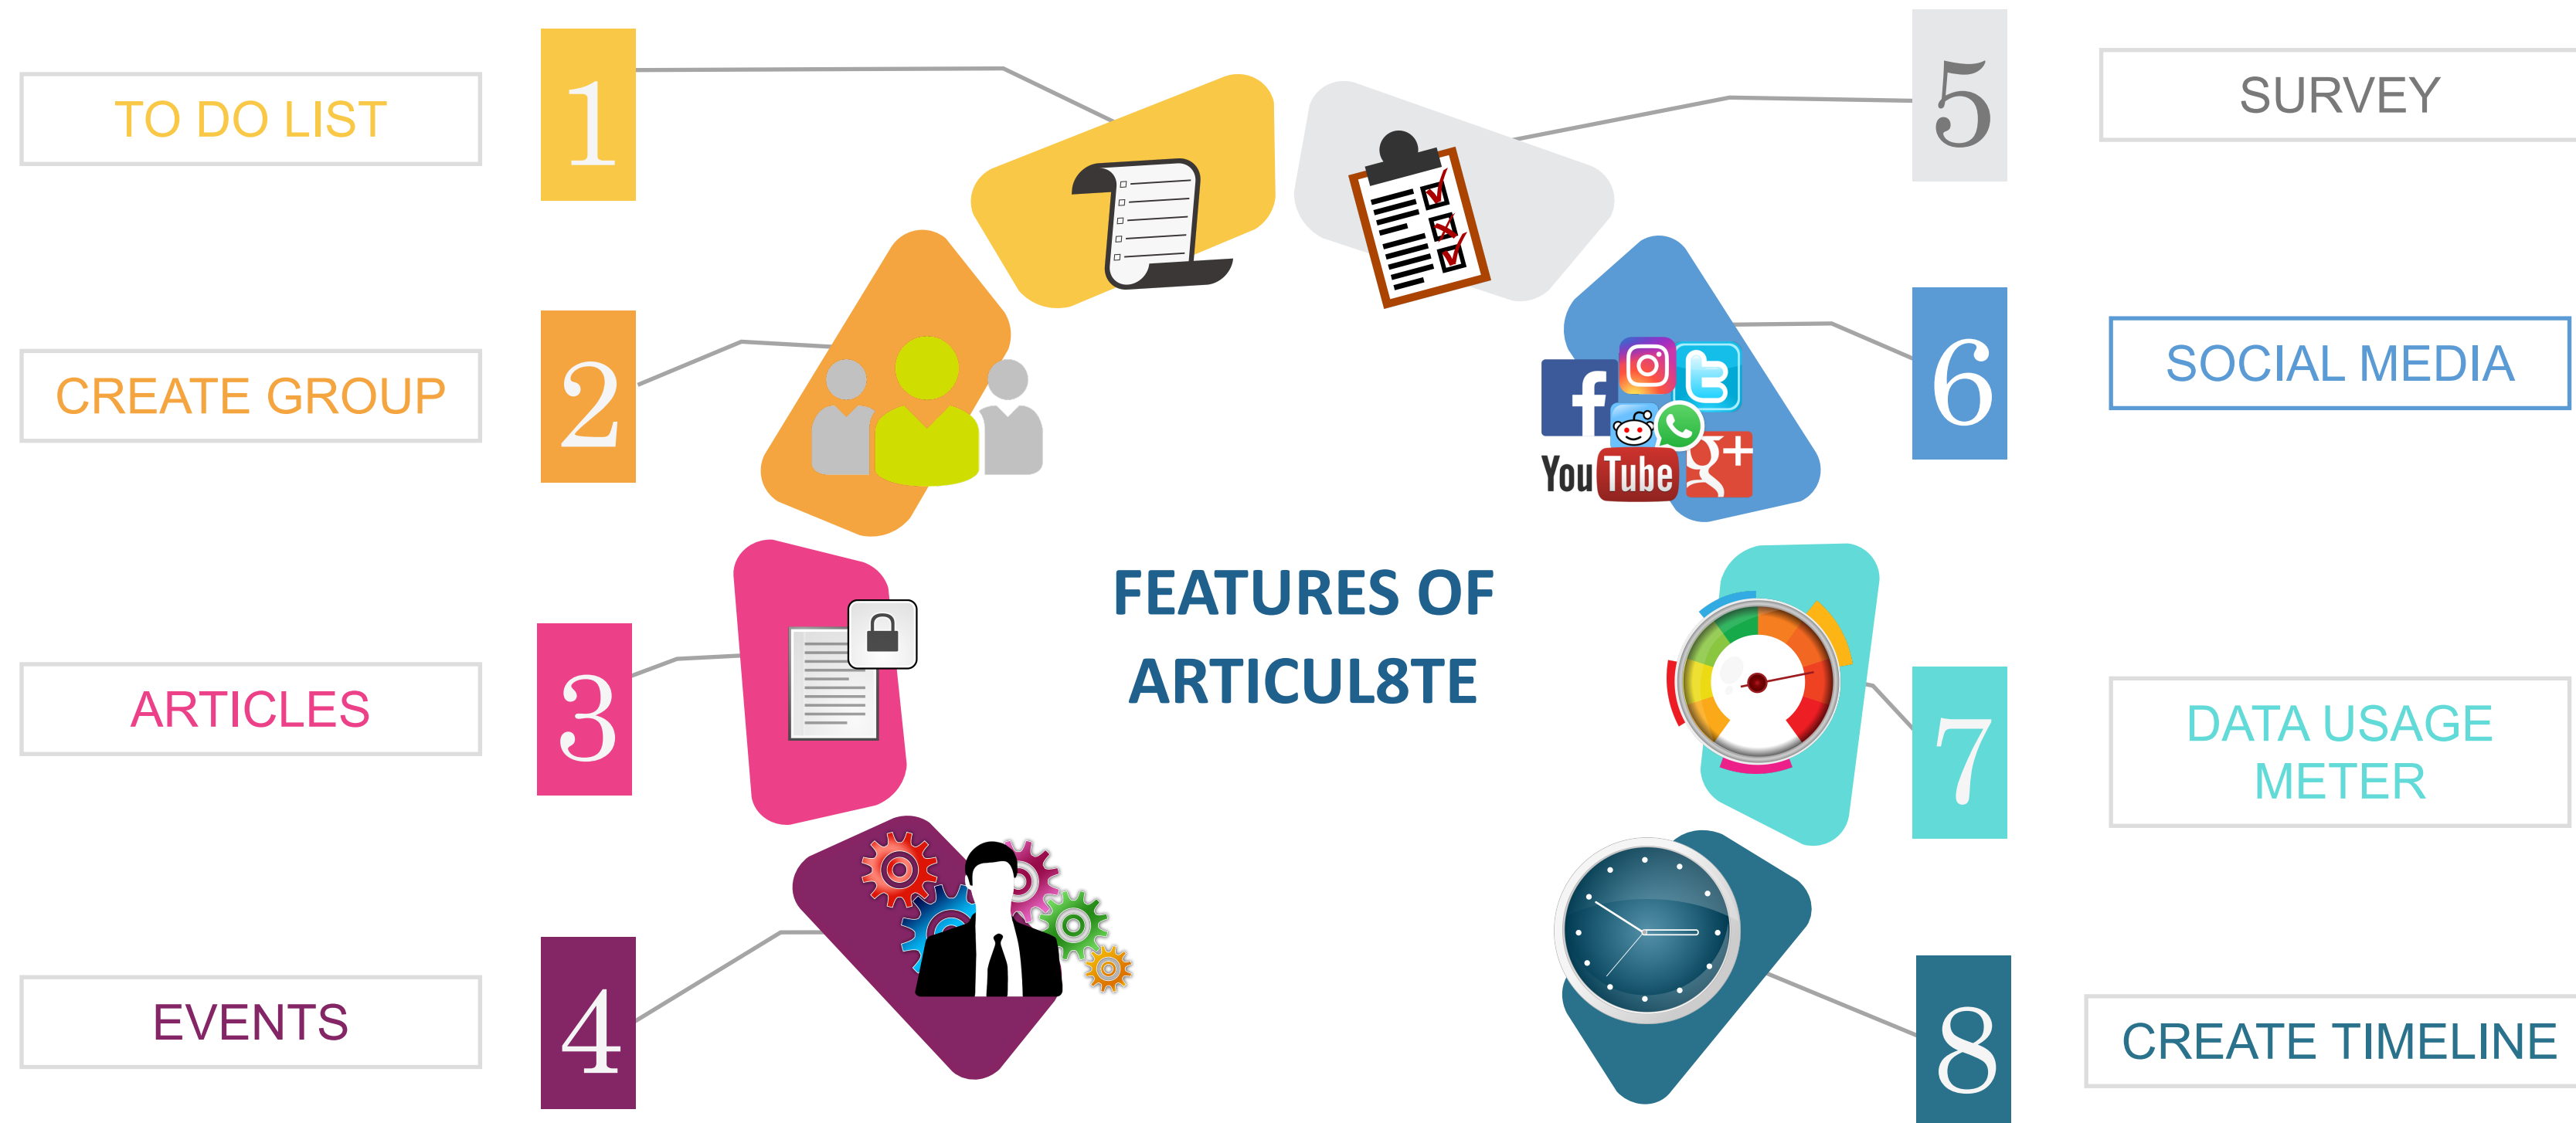 TO DO LIST
1
CREATE GROUP
2
ARTICLES
3
EVENTS
4
FEATURES OF
ARTICUL8TE
5
SURVEY
6
SOCIAL MEDIA
f
t
You Tube
g+
7
DATA USAGE
METER
8
CREATE TIMELINE